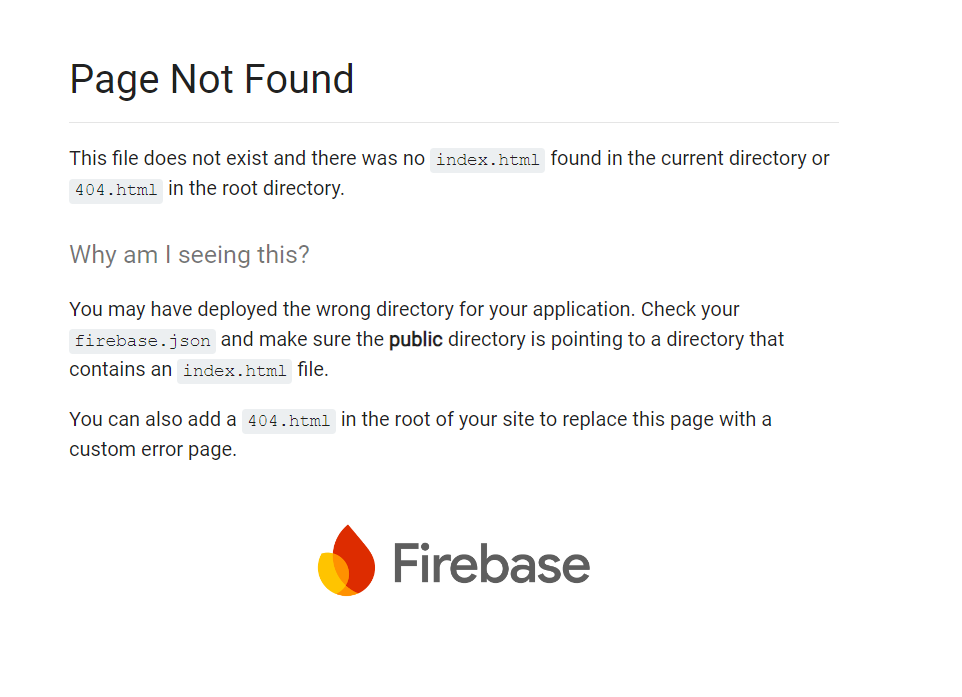 Page Not Found
This file does not exist and there was no index.html found in the current directory or
404.html in the root directory.
Why am I seeing this?
You may have deployed the wrong directory for your application. Check your
firebase.json and make sure the public directory is pointing to a directory that
contains an index.html file.
You can also add a 404.html in the root of your site to replace this page with a
custom error page.
Firebase